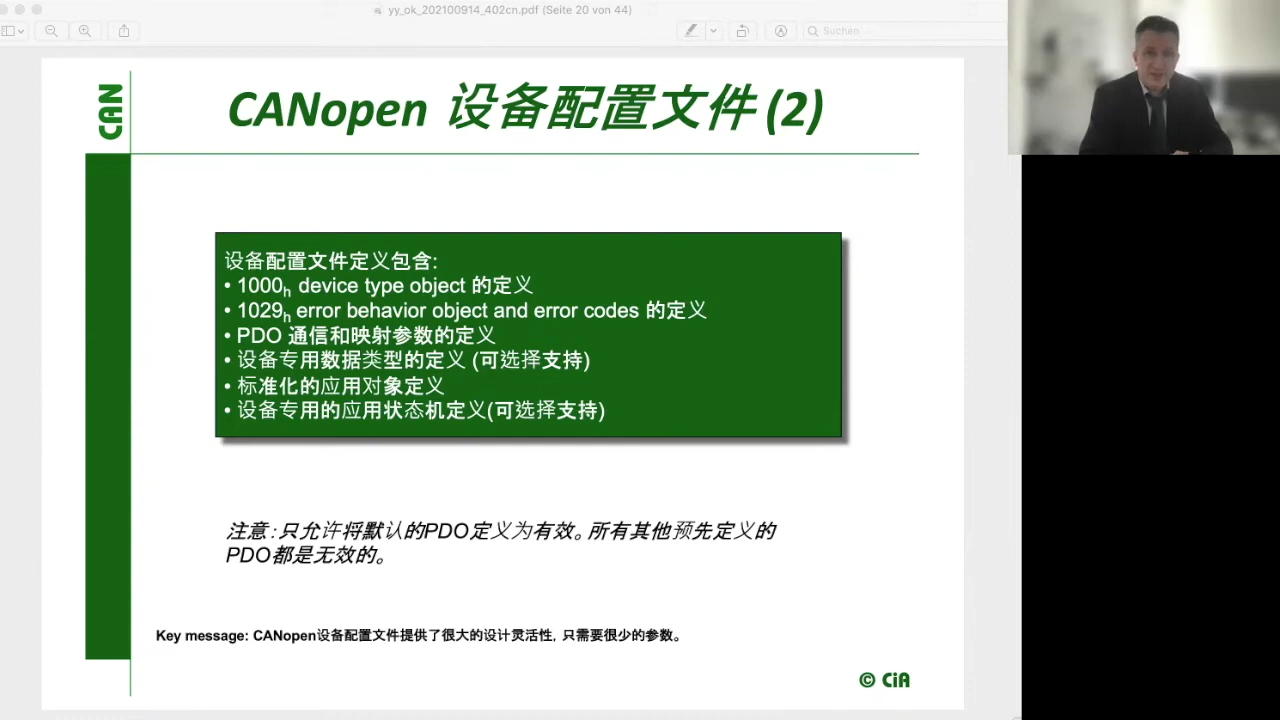 yy_ok_202100914_402cn.pdf (Seite 20 von 44)
Suchen
CAN
CANopen 设备配置文件 (2)
设备配置文件定义包含:
• 1000h device type object 的定义
• 1029h error behavior object and error codes 的定义
• PDO 通信和映射参数的定义
• 设备专用数据类型的定义 (可选择支持)
• 标准化的应用对象定义
• 设备专用的应用状态机定义(可选择支持)
注意：只允许将默认的PDO定义为有效。所有其他预先定义的
PDO都是无效的。
Key message: CANopen设备配置文件提供了很大的设计灵活性, 只需要很少的参数。
© CiA